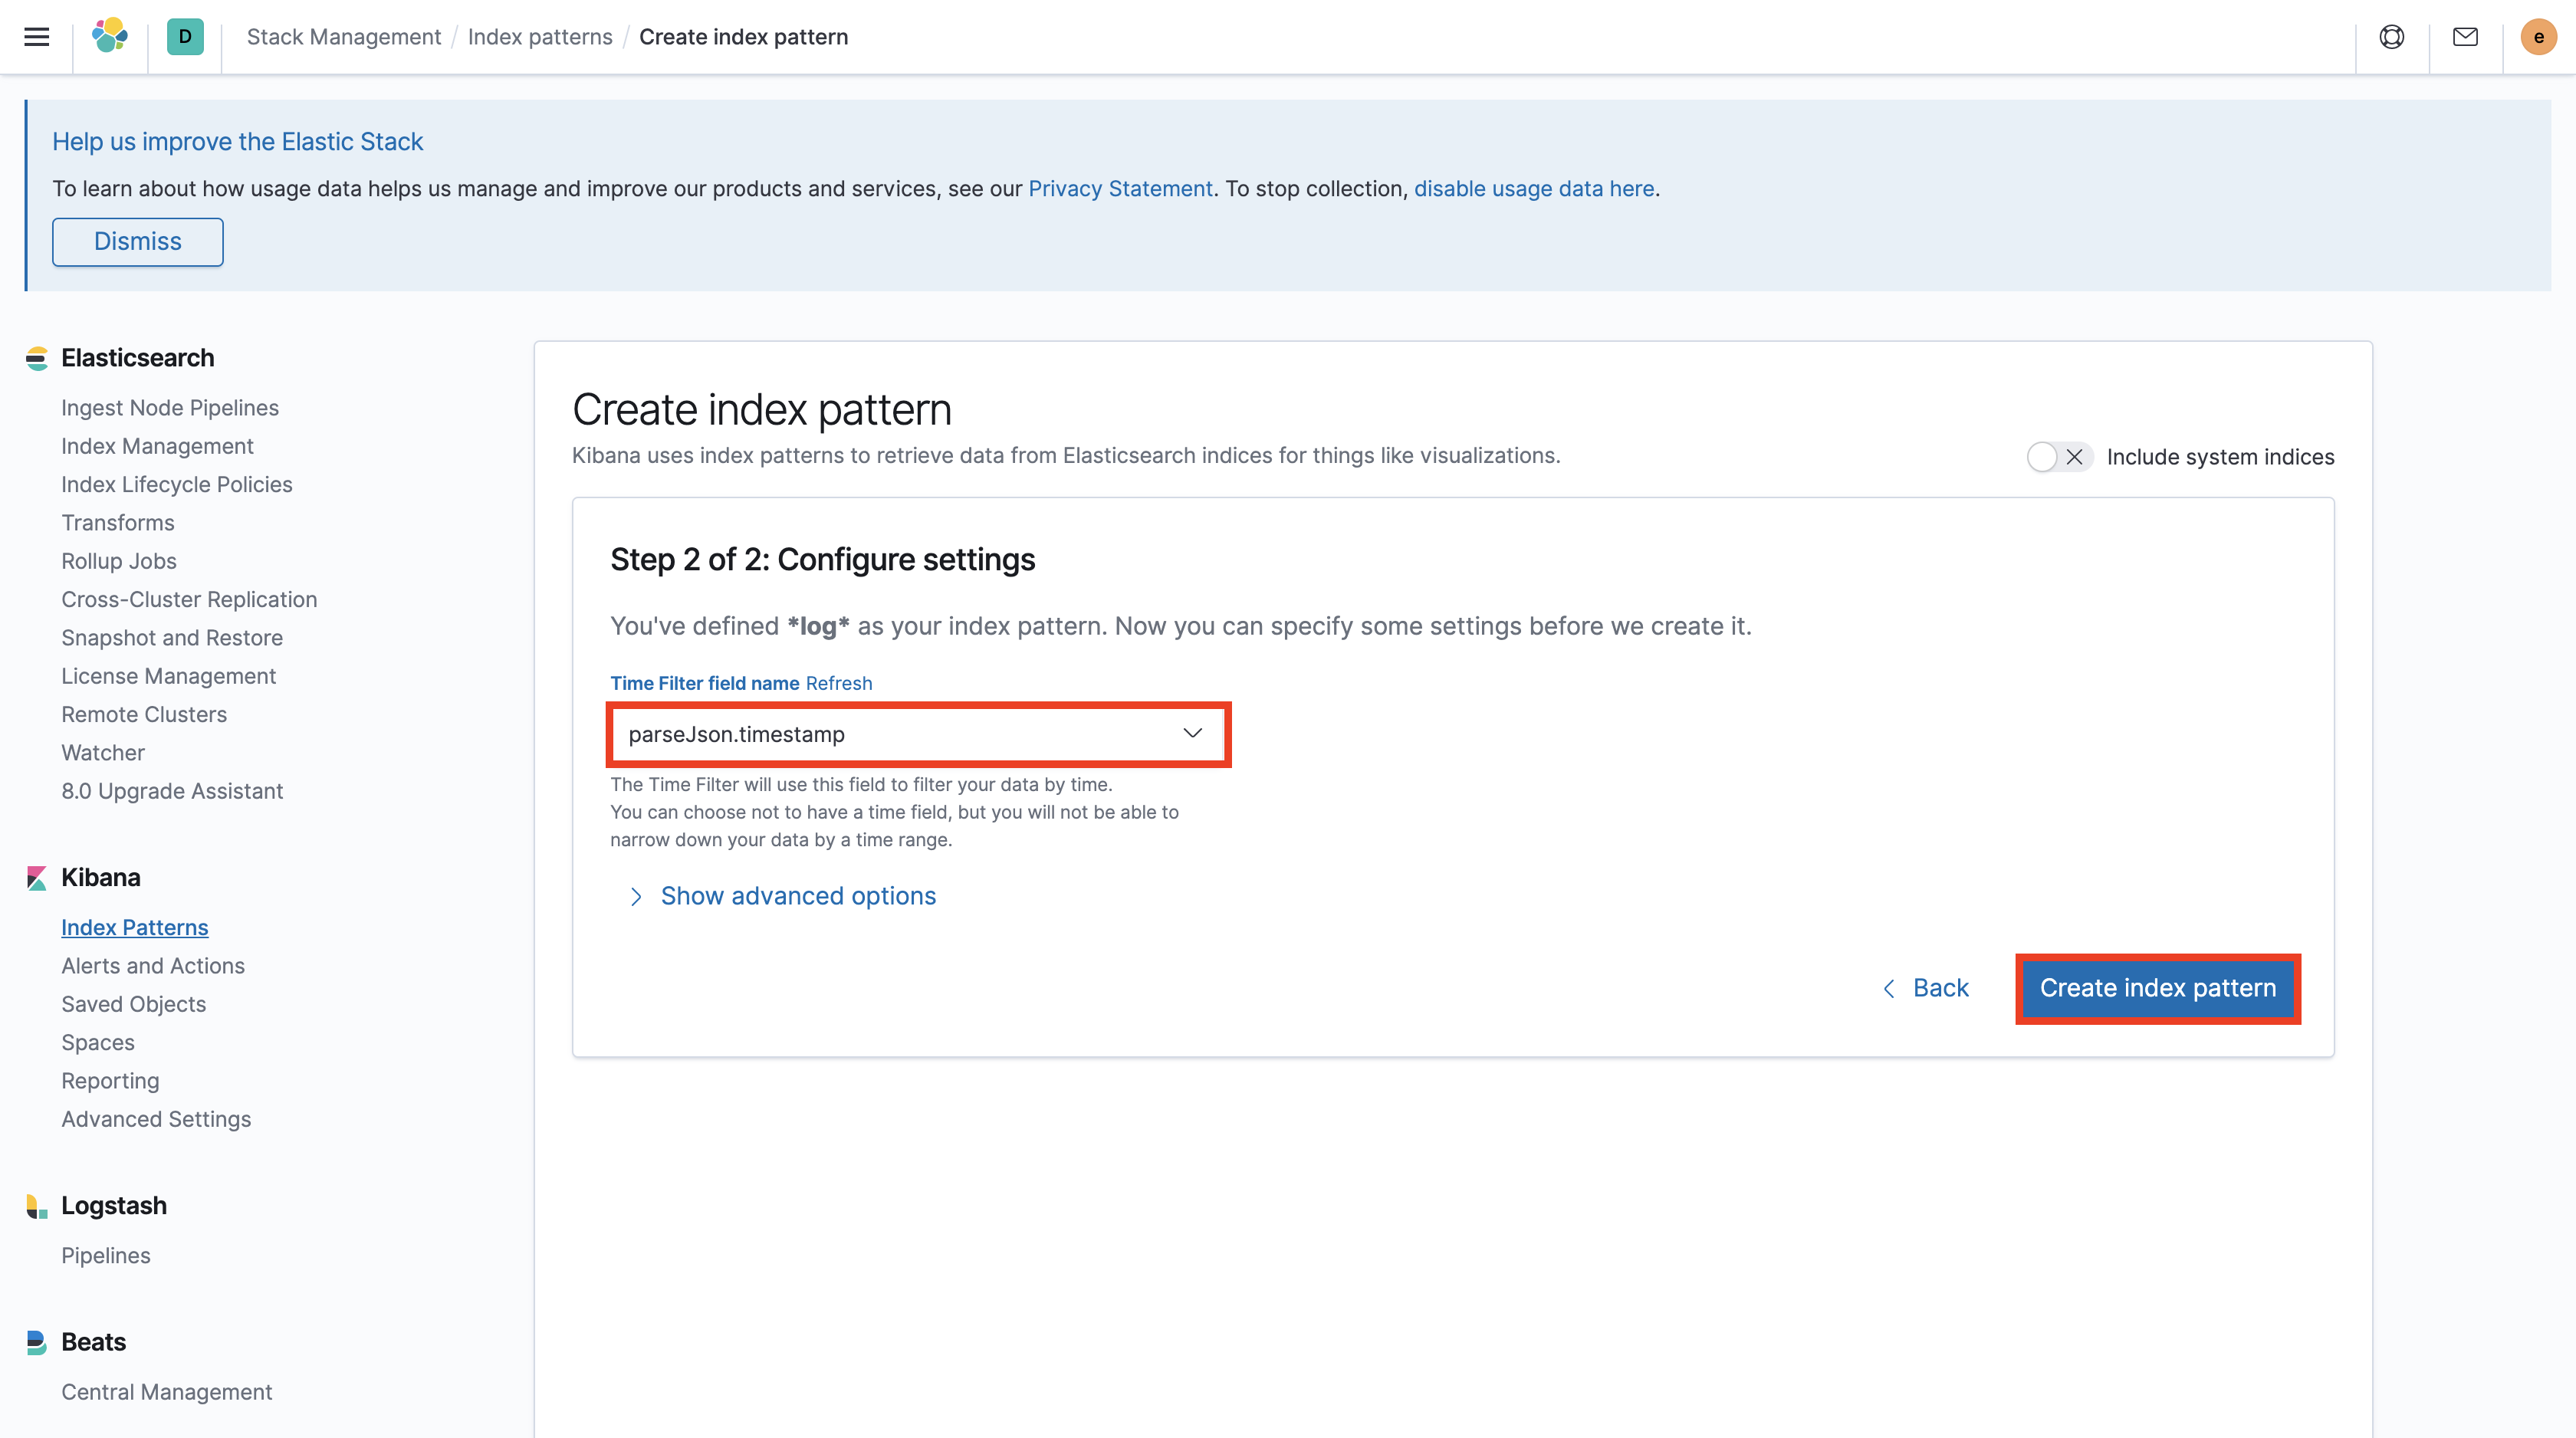 D Stack Management / Index patterns / Create index pattern e
Help us improve the Elastic Stack
To learn about how usage data helps us manage and improve our products and services, see our Privacy Statement. To stop collection, disable usage data here.
Dismiss
Elasticsearch
Ingest Node Pipelines
Index Management
Index Lifecycle Policies
Transforms
Rollup Jobs
Cross-Cluster Replication
Snapshot and Restore
License Management
Remote Clusters
Watcher
8.0 Upgrade Assistant
Kibana
Index Patterns
Alerts and Actions
Saved Objects
Spaces
Reporting
Advanced Settings
Logstash
Pipelines
Beats
Central Management
Create index pattern
Kibana uses index patterns to retrieve data from Elasticsearch indices for things like visualizations.
Include system indices
Step 2 of 2: Configure settings
You've defined *log* as your index pattern. Now you can specify some settings before we create it.
Time Filter field name Refresh
parseJson.timestamp
The Time Filter will use this field to filter your data by time.
You can choose not to have a time field, but you will not be able to
narrow down your data by a time range.
Show advanced options
Back
Create index pattern